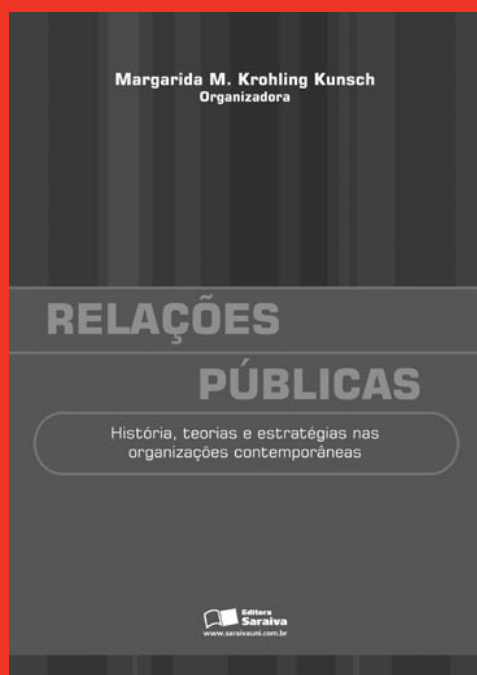 Margarida M. Krohling Kunsch
Organizadora
RELAÇÕES
PÚBLICAS
História, teorias e estratégias nas
organizações contemporâneas
Editora
Saraiva
www.saraivauni.com.br